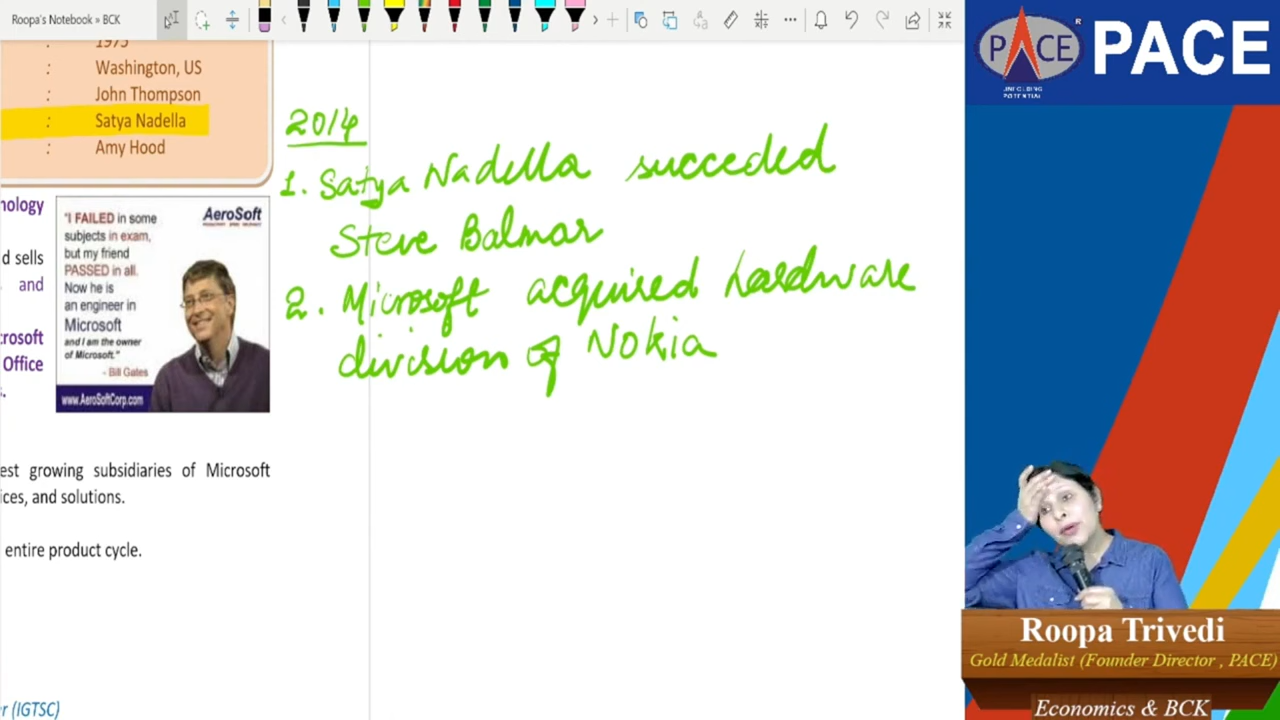 Roopa's Notebook » BCK
: 1975
: Washington, US
: John Thompson
: Satya Nadella
: Amy Hood
nology
d sells
and
crosoft
Office
"I FAILED in some
subjects in exam,
but my friend
PASSED in all.
Now he is
an engineer in
Microsoft
and I am the owner
of Microsoft."
- Bill Gates
AeroSoft
www.AeroSoftCorp.com
est growing subsidiaries of Microsoft
ices, and solutions.
entire product cycle.
r (IGTSC)
2014
1. Satya Nadella succeded
Steve Balmar
2. Microsoft acquired hardware
division of Nokia
PACE
UNFOLDING
POTENTIAL
®
PACE
Roopa Trivedi
Gold Medalist (Founder Director , PACE)
Economics & BCK